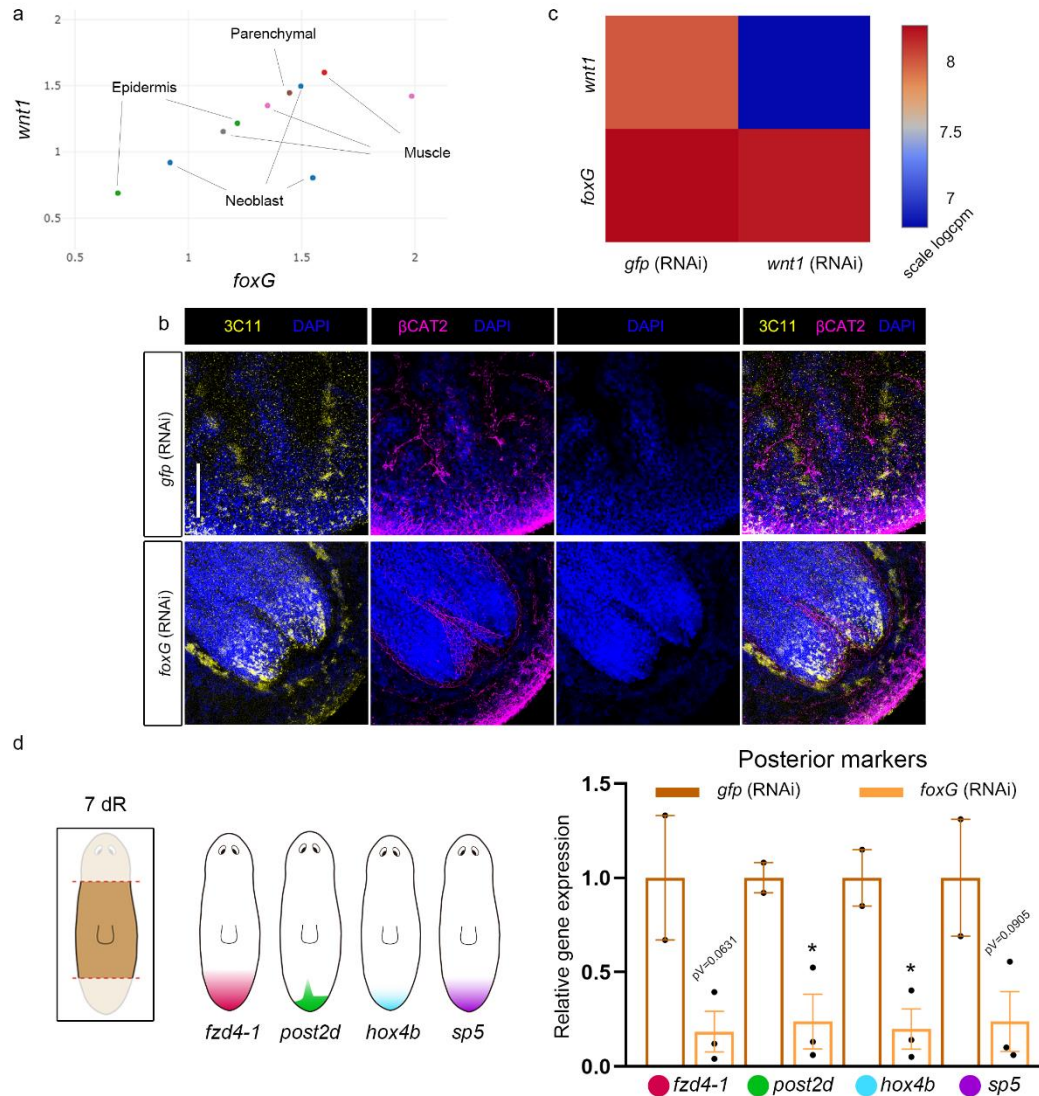 a
2
1.5
1
0.5
wnt1
Parenchymal
Epidermis
Muscle
Neoblast
0.5
1
1.5
2
foxG
c
wnt1
foxG
gfp (RNAi)
wnt1 (RNAi)
8
7.5
7
scale logcpm
b
3C11 DAPI
βCAT2 DAPI
DAPI
3C11 βCAT2 DAPI
gfp (RNAi)
foxG (RNAi)
d
7 dR
fzd4-1
post2d
hox4b
sp5
Posterior markers
gfp (RNAi)
foxG (RNAi)
Relative gene expression
1.5
1.0
0.5
0.0
pV=0.0631
*
*
pV=0.0905
fzd4-1
post2d
hox4b
sp5